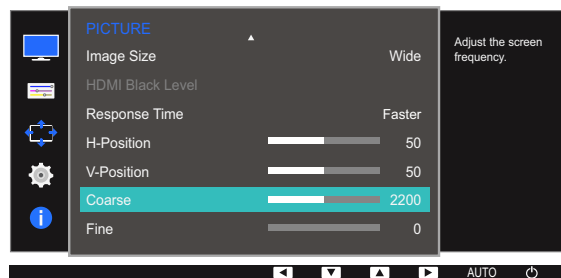 PICTURE
Image Size Wide
HDMI Black Level
Response Time Faster
H-Position 50
V-Position 50
Coarse 2200
Fine 0
Adjust the screen
frequency.
AUTO